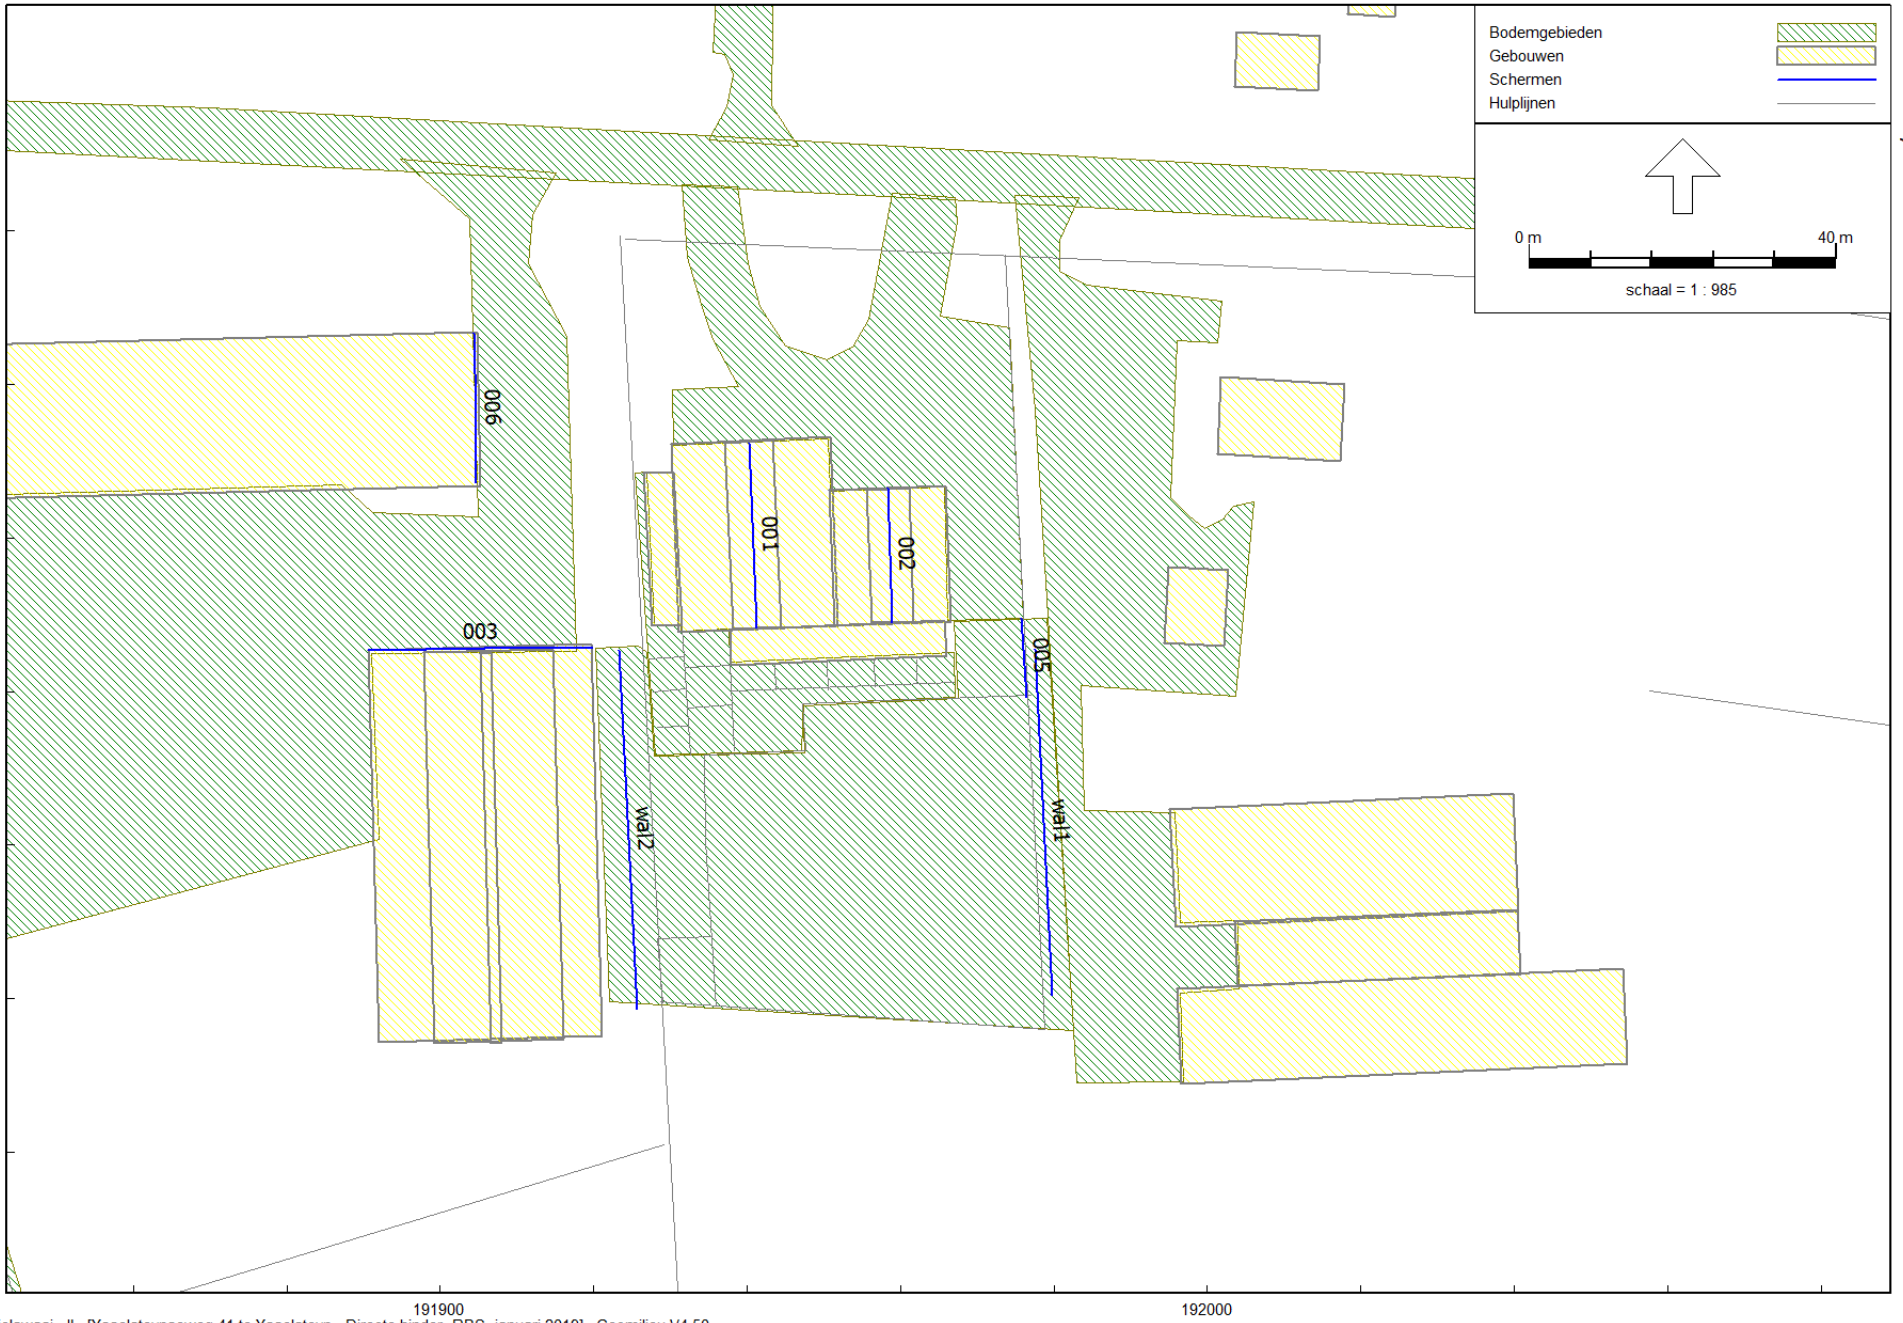 Bodemgebieden
Gebouwen
Schermen
Hulplijnen
0 m 40 m
schaal = 1 : 985
006
001
002
003
005
wal2
wal1
191900 192000